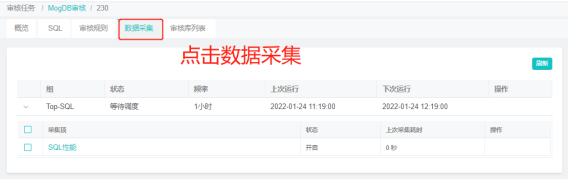 审核任务 / MogDB审核 / 230
概览 SQL 审核规则 数据采集 审核库列表
点击数据采集
刷新
组 状态 频率 上次运行 下次运行 操作
Top-SQL 等待调度 1小时 2022-01-24 11:19:00 2022-01-24 12:19:00
采集项 状态 上次采集耗时 操作
SQL性能 开启 0 秒